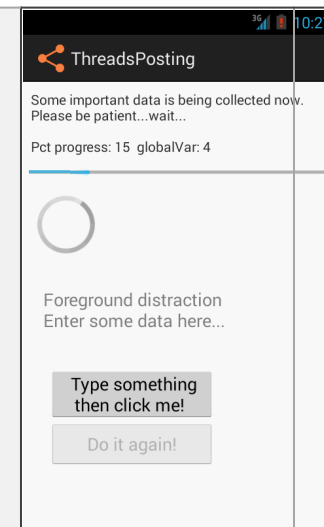 3G 10:2
ThreadsPosting
Some important data is being collected now.
Please be patient...wait...
Pct progress: 15 globalVar: 4
Foreground distraction
Enter some data here...
Type something
then click me!
Do it again!